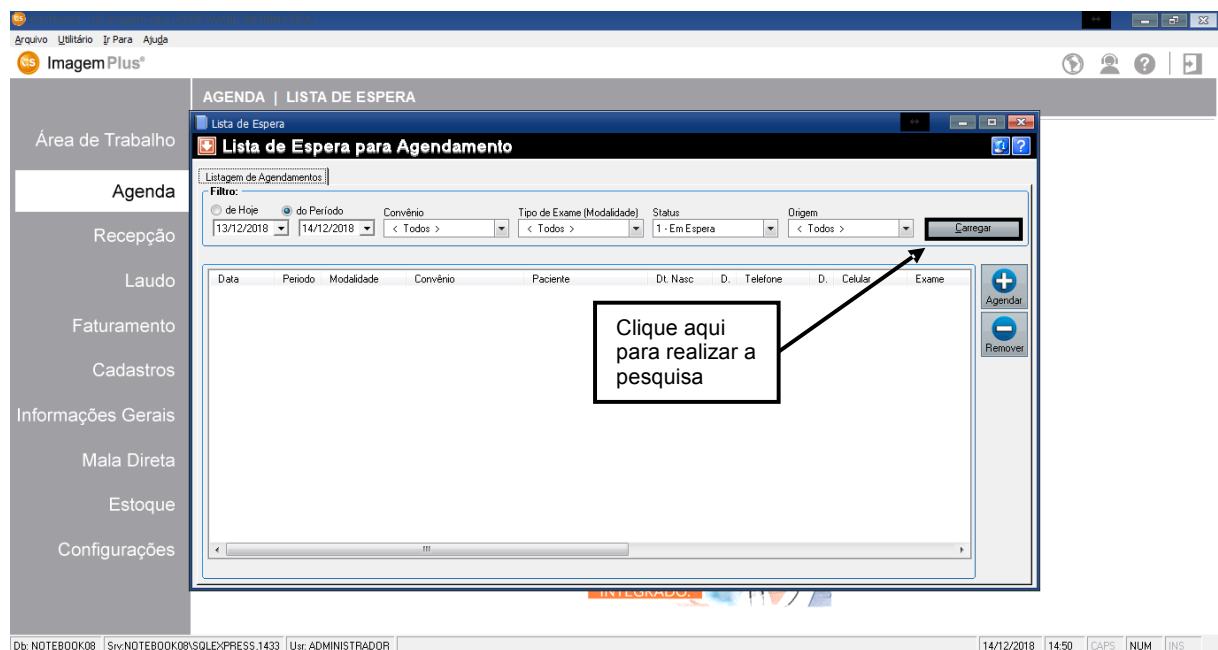 Arquivo Utilitário Ir Para Ajuda
cis ImagemPlus®
AGENDA | LISTA DE ESPERA
Área de Trabalho
Agenda
Recepção
Laudo
Faturamento
Cadastros
Informações Gerais
Mala Direta
Estoque
Configurações
Lista de Espera
Lista de Espera para Agendamento
Listagem de Agendamentos
Filtro:
de Hoje do Período Convênio Tipo de Exame (Modalidade) Status Origem
13/12/2018 14/12/2018 < Todos > < Todos > 1 - Em Espera < Todos > Carregar
Data Periodo Modalidade Convênio Paciente Dt. Nasc D. Telefone D. Celular Exame
Agendar
Remover
Clique aqui
para realizar a
pesquisa
INTEGRADO.
Db: NOTEBOOK08 Srv:NOTEBOOK08\SQLEXPRESS,1433 Usr: ADMINISTRADOR 14/12/2018 14:50 CAPS NUM INS